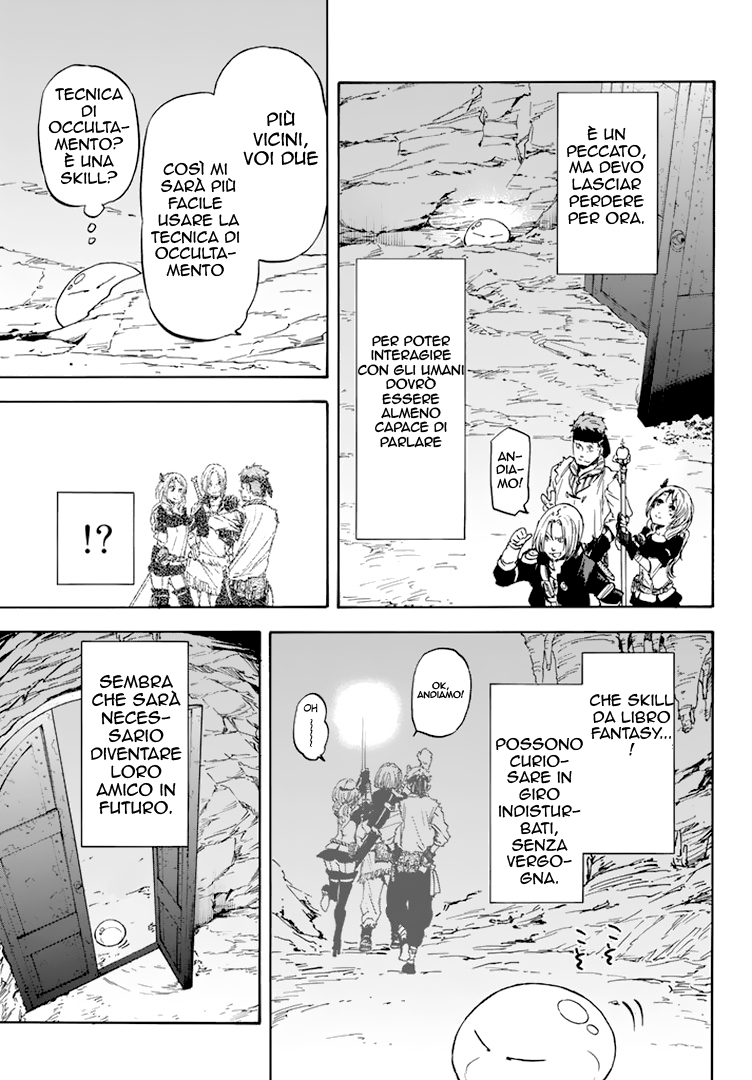 È UN
PECCATO,
MA DEVO
LASCIAR
PERDERE
PER ORA.
PER POTER
INTERAGIRE
CON GLI UMANI
DOVRÒ
ESSERE
ALMENO
CAPACE DI
PARLARE
AN-
DIA-
MO!
PIÙ
VICINI,
VOI DUE
COSÌ MI
SARÀ PIÙ
FACILE
USARE LA
TECNICA DI
OCCULTA-
MENTO
TECNICA
DI
OCCULTA-
MENTO?
È UNA
SKILL?
!?
CHE SKILL
DA LIBRO
FANTASY...
!
POSSONO
CURIO-
SARE IN
GIRO
INDISTUR-
BATI,
SENZA
VERGO-
GNA.
OK,
ANDIAMO!
OH
SEMBRA
CHE SARÀ
NECES-
SARIO
DIVENTARE
LORO
AMICO IN
FUTURO.